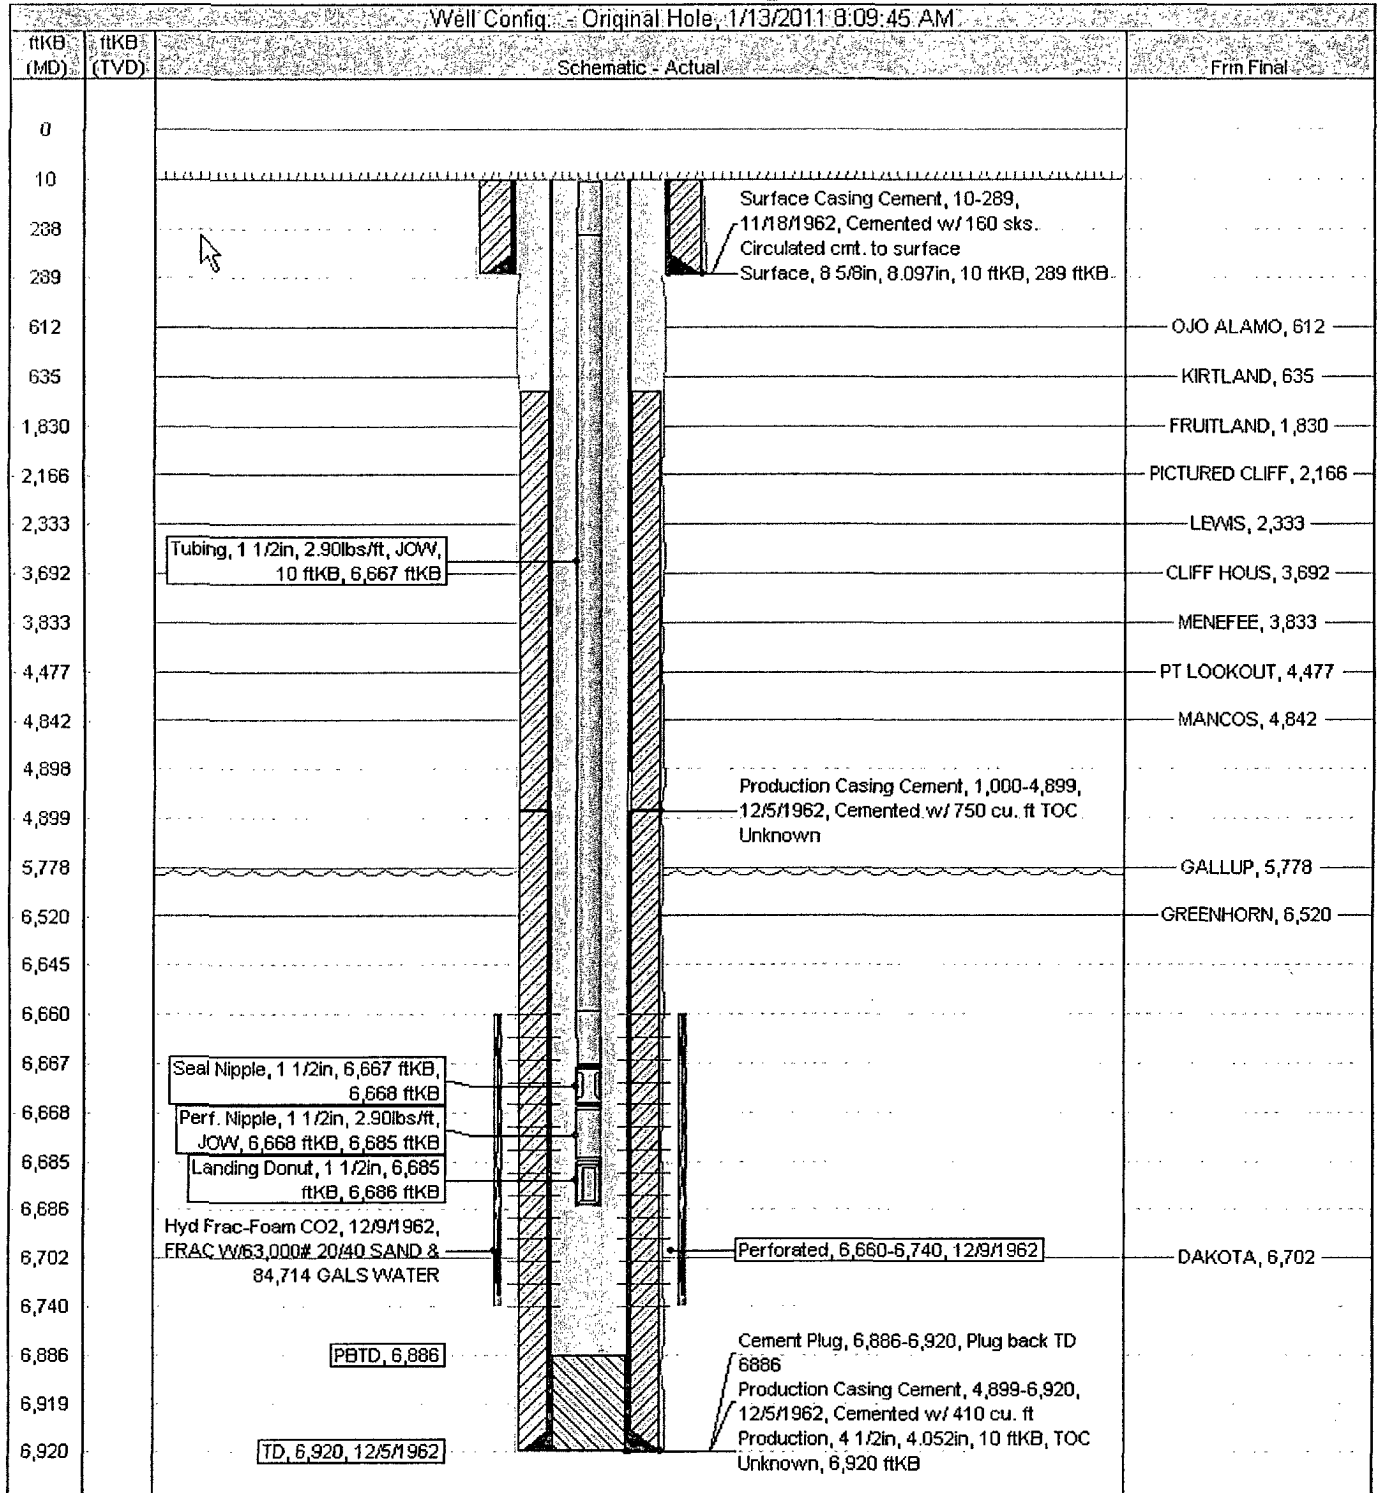 Well Config: - Original Hole, 1/13/2011 8:09:45 AM
ftKB
(MD)
ftKB
(TVD)
Schematic - Actual
Frm Final
0
10
238
289
612
635
1,830
2,166
2,333
3,692
3,833
4,477
4,842
4,898
4,899
5,778
6,520
6,645
6,660
6,667
6,668
6,685
6,686
6,702
6,740
6,886
6,919
6,920
Surface Casing Cement, 10-289,
11/18/1962, Cemented w/ 160 sks.
Circulated cmt. to surface
Surface, 8 5/8in, 8.097in, 10 ftKB, 289 ftKB
Tubing, 1 1/2in, 2.90lbs/ft, JOW,
10 ftKB, 6,667 ftKB
Production Casing Cement, 1,000-4,899,
12/5/1962, Cemented w/ 750 cu. ft TOC
Unknown
Seal Nipple, 1 1/2in, 6,667 ftKB,
6,668 ftKB
Perf. Nipple, 1 1/2in, 2.90lbs/ft,
JOW, 6,668 ftKB, 6,685 ftKB
Landing Donut, 1 1/2in, 6,685
ftKB, 6,686 ftKB
Hyd Frac-Foam CO2, 12/9/1962,
FRAC W/63,000# 20/40 SAND &
84,714 GALS WATER
Perforated, 6,660-6,740, 12/9/1962
PBTD, 6,886
TD, 6,920, 12/5/1962
Cement Plug, 6,886-6,920, Plug back TD
6886
Production Casing Cement, 4,899-6,920,
12/5/1962, Cemented w/ 410 cu. ft
Production, 4 1/2in, 4.052in, 10 ftKB, TOC
Unknown, 6,920 ftKB
OJO ALAMO, 612
KIRTLAND, 635
FRUITLAND, 1,830
PICTURED CLIFF, 2,166
LEWIS, 2,333
CLIFF HOUS, 3,692
MENEFEE, 3,833
PT LOOKOUT, 4,477
MANCOS, 4,842
GALLUP, 5,778
GREENHORN, 6,520
DAKOTA, 6,702